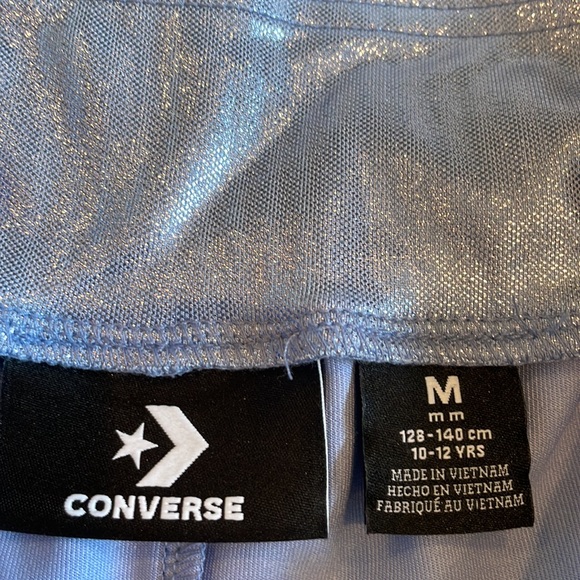 CONVERSE
M
m m
128-140 cm
10-12 YRS
MADE IN VIETNAM
HECHO EN VIETNAM
FABRIQUÉ AU VIETNAM